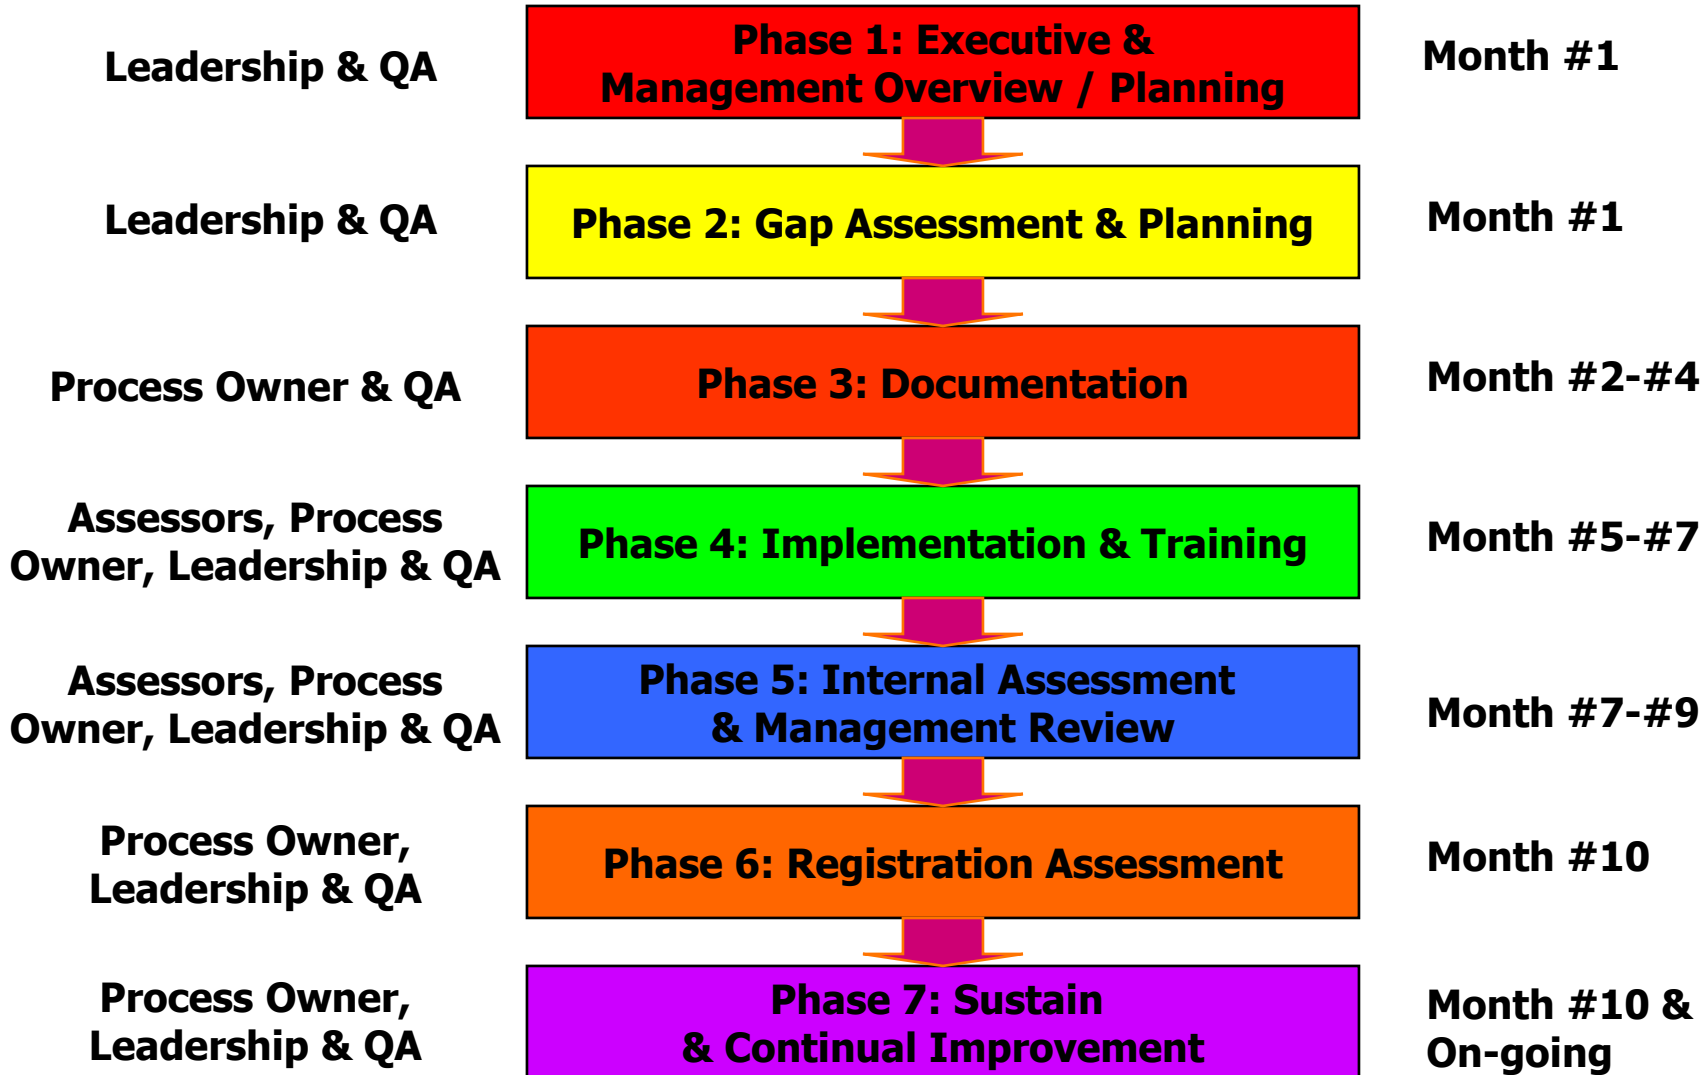 Leadership & QA
Phase 1: Executive &
Management Overview / Planning
Month #1
Leadership & QA
Phase 2: Gap Assessment & Planning
Month #1
Process Owner & QA
Phase 3: Documentation
Month #2-#4
Assessors, Process
Owner, Leadership & QA
Phase 4: Implementation & Training
Month #5-#7
Assessors, Process
Owner, Leadership & QA
Phase 5: Internal Assessment
& Management Review
Month #7-#9
Process Owner,
Leadership & QA
Phase 6: Registration Assessment
Month #10
Process Owner,
Leadership & QA
Phase 7: Sustain
& Continual Improvement
Month #10 &
On-going